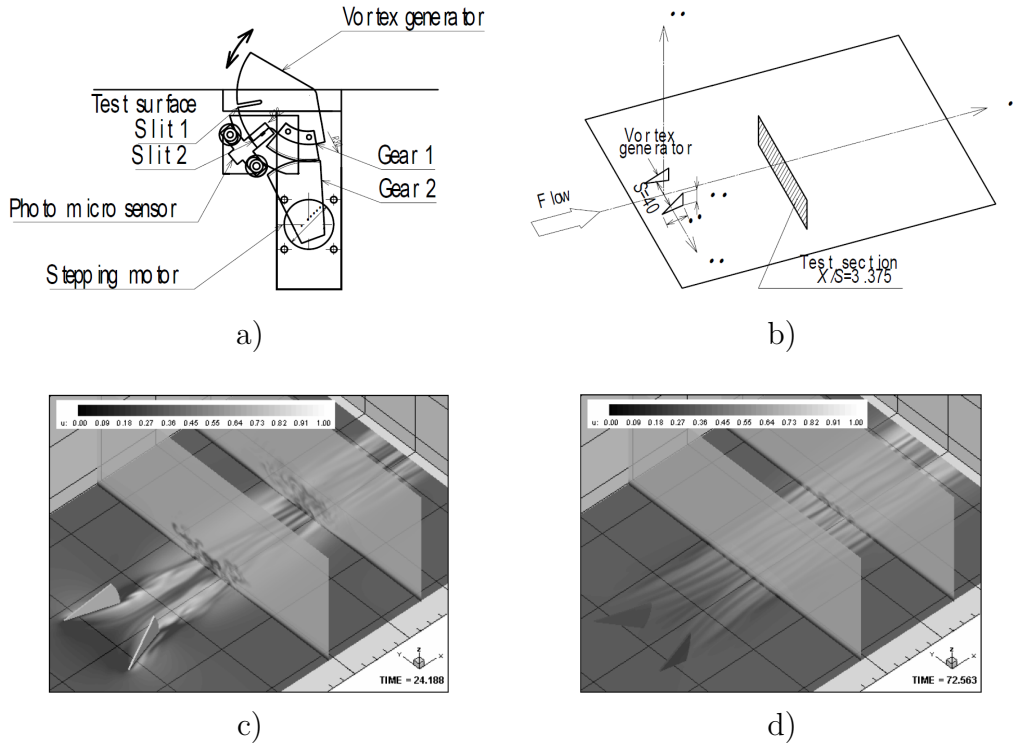 Vortex generator
Test surface
Slit 1
Slit 2
Gear 1
Gear 2
Photo micro sensor
Stepping motor
a)
Vortex
generator
S=40
Flow
Test section
X/S=3.375
b)
u: 0.00 0.09 0.18 0.27 0.36 0.45 0.55 0.64 0.73 0.82 0.91 1.00
Y Z X
TIME = 24.188
c)
u: 0.00 0.09 0.18 0.27 0.36 0.45 0.55 0.64 0.73 0.82 0.91 1.00
Y Z X
TIME = 72.563
d)